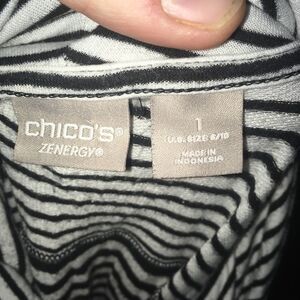 chico's®
ZENERGY®
1
U.S. SIZE: 8/10
MADE IN
INDONESIA